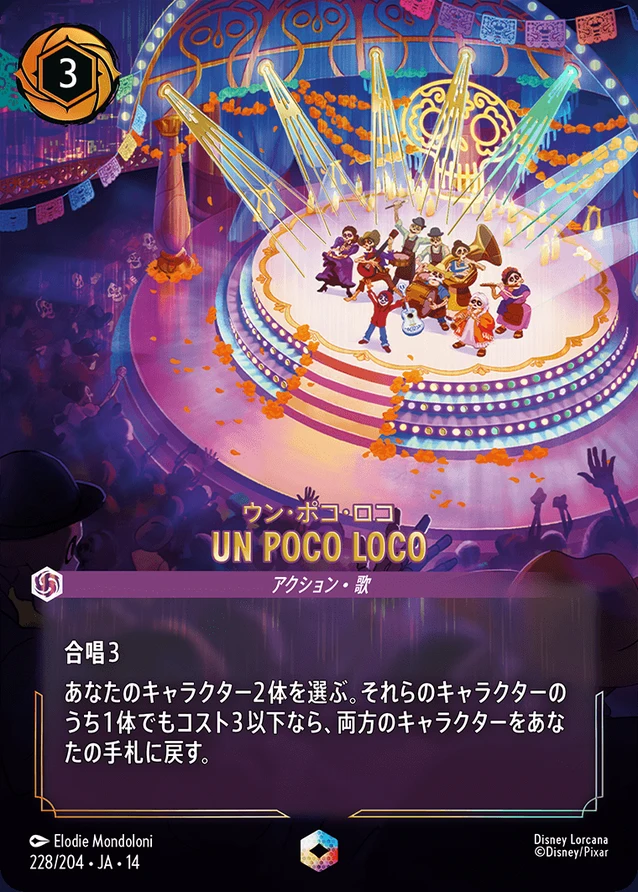 3
ウン・ポコ・ロコ
UN POCO LOCO
アクション・歌
合唱3
あなたのキャラクター2体を選ぶ。それらのキャラクターの
うち1体でもコスト3以下なら、両方のキャラクターをあな
たの手札に戻す。
Elodie Mondoloni
Disney Lorcana
228/204・JA・14
©Disney/Pixar